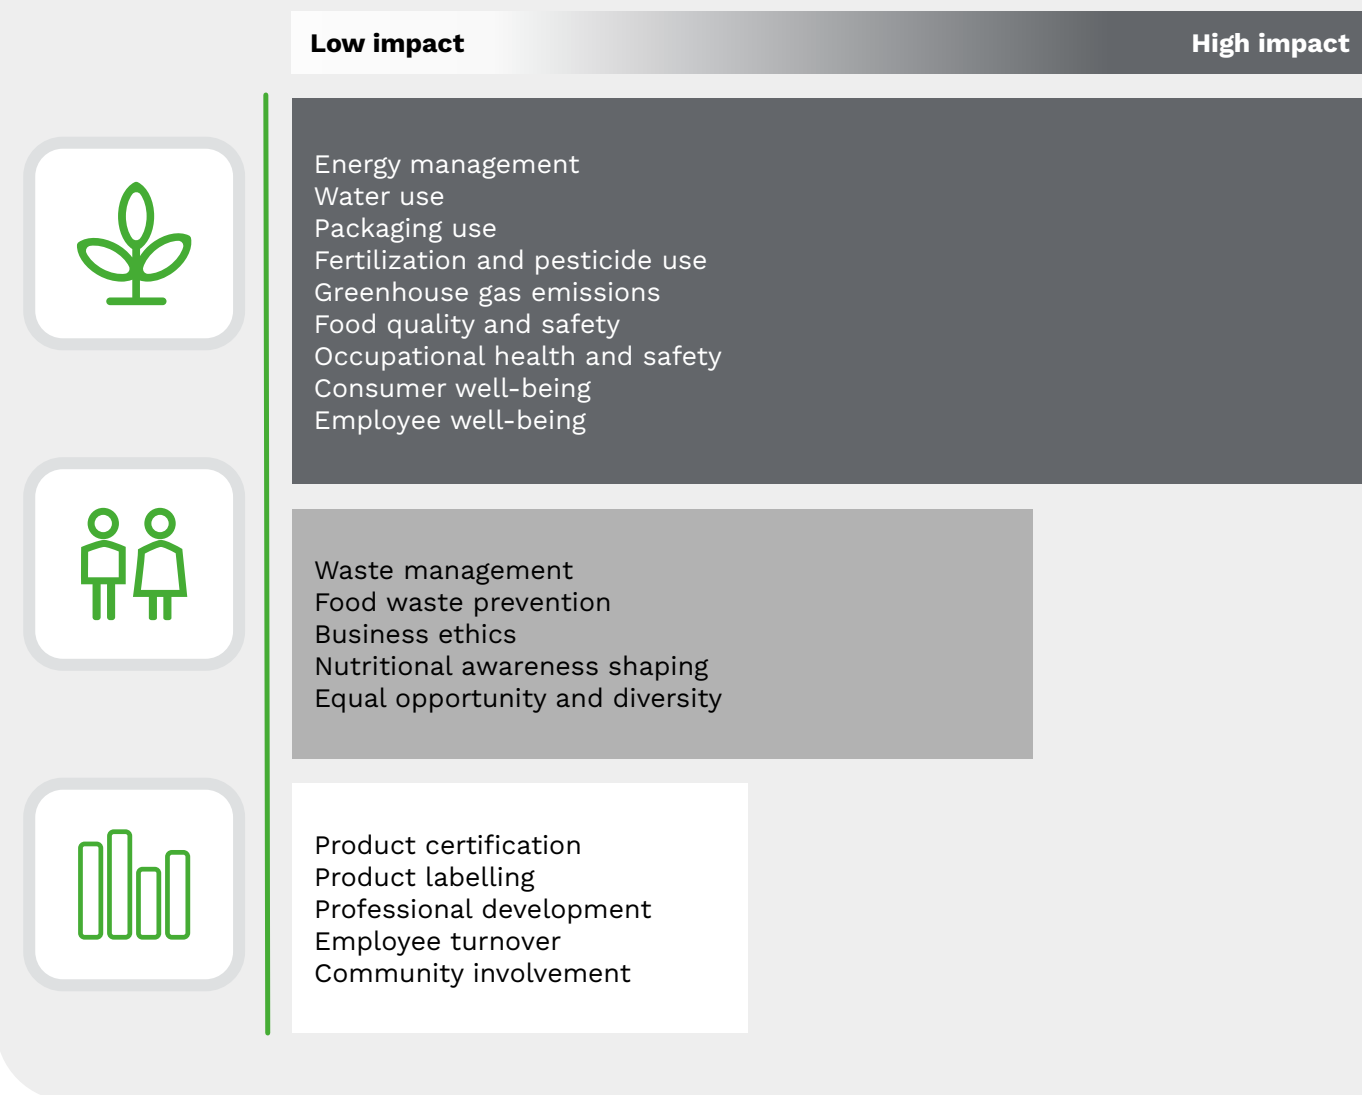 Low impact
High impact
Energy management
Water use
Packaging use
Fertilization and pesticide use
Greenhouse gas emissions
Food quality and safety
Occupational health and safety
Consumer well-being
Employee well-being
Waste management
Food waste prevention
Business ethics
Nutritional awareness shaping
Equal opportunity and diversity
Product certification
Product labelling
Professional development
Employee turnover
Community involvement